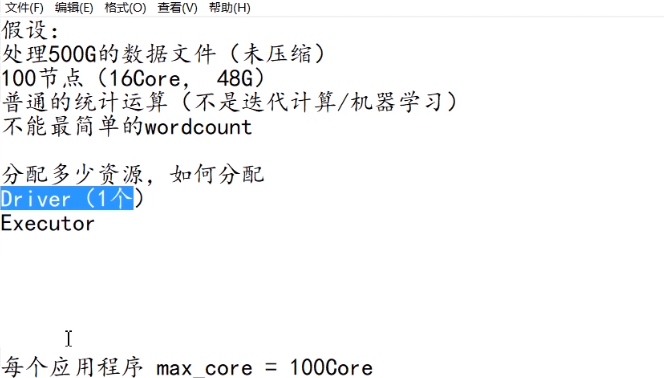 文件(F) 编辑(E) 格式(O) 查看(V) 帮助(H)
假设:
处理500G的数据文件（未压缩）
100节点（16Core， 48G）
普通的统计运算（不是迭代计算/机器学习）
不能最简单的wordcount
分配多少资源，如何分配
Driver（1个）
Executor
每个应用程序 max_core = 100Core